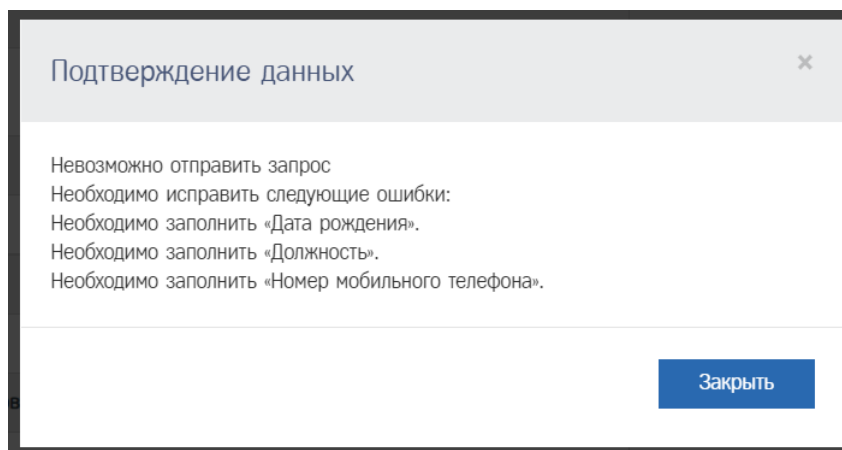 Подтверждение данных
Невозможно отправить запрос
Необходимо исправить следующие ошибки:
Необходимо заполнить «Дата рождения».
Необходимо заполнить «Должность».
Необходимо заполнить «Номер мобильного телефона».
Закрыть